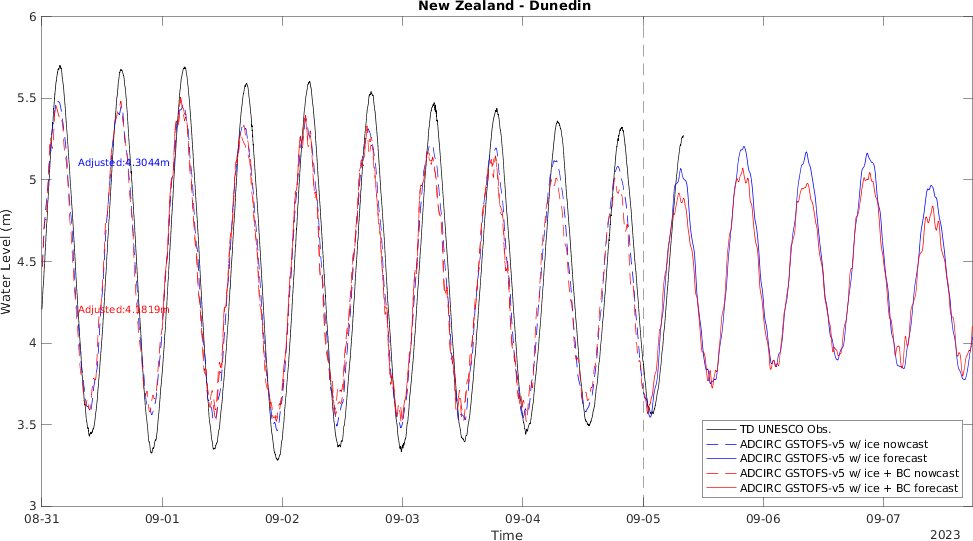 New Zealand - Dunedin
6
5.5
5
4.5
4
3.5
3
Water Level (m)
Adjusted:4.3044m
Adjusted:4.2819m
TD UNESCO Obs.
ADCIRC GSTOFS-v5 w/ ice nowcast
ADCIRC GSTOFS-v5 w/ ice forecast
ADCIRC GSTOFS-v5 w/ ice + BC nowcast
ADCIRC GSTOFS-v5 w/ ice + BC forecast
08-31 09-01 09-02 09-03 09-04 09-05 09-06 09-07
Time
2023